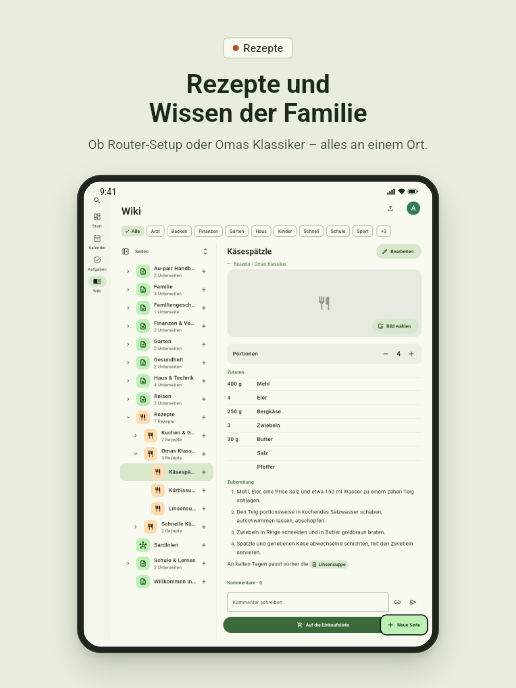 Rezepte
Rezepte und
Wissen der Familie
Ob Router-Setup oder Omas Klassiker – alles an einem Ort.
9:41
Wiki
A
Start
Kalender
Aufgaben
Wiki
Alle
Arzt
Backen
Finanzen
Garten
Haus
Kinder
Schnell
Schule
Sport
+3
Seiten
Au-pair Handb...
2 Unterseiten
Familie
3 Unterseiten
Familiengesch...
1 Unterseite
Finanzen & Ve...
2 Unterseiten
Garten
2 Unterseiten
Gesundheit
2 Unterseiten
Haus & Technik
4 Unterseiten
Reisen
2 Unterseiten
Rezepte
7 Rezepte
Kuchen & G...
2 Rezepte
Omas Klass...
3 Rezepte
Käsespä...
Kürbissu...
Linsensu...
Schnelle Kü...
2 Rezepte
Sardinien
Schule & Lernen
2 Unterseiten
Willkommen in...
Käsespätzle
Bearbeiten
← Rezepte › Omas Klassiker
Bild wählen
Portionen
− 4 +
Zutaten
400 g Mehl
4 Eier
250 g Bergkäse
3 Zwiebeln
30 g Butter
Salz
Pfeffer
Zubereitung
1. Mehl, Eier, eine Prise Salz und etwa 150 ml Wasser zu einem zähen Teig
schlagen.
2. Den Teig portionsweise in kochendes Salzwasser schaben,
aufschwimmen lassen, abschöpfen.
3. Zwiebeln in Ringe schneiden und in Butter goldbraun braten.
4. Spätzle und geriebenen Käse abwechselnd schichten, mit den Zwiebeln
servieren.
An kalten Tagen passt vorher die Linsensuppe
Kommentare · 0
Kommentar schreiben
Auf die Einkaufsliste
+ Neue Seite